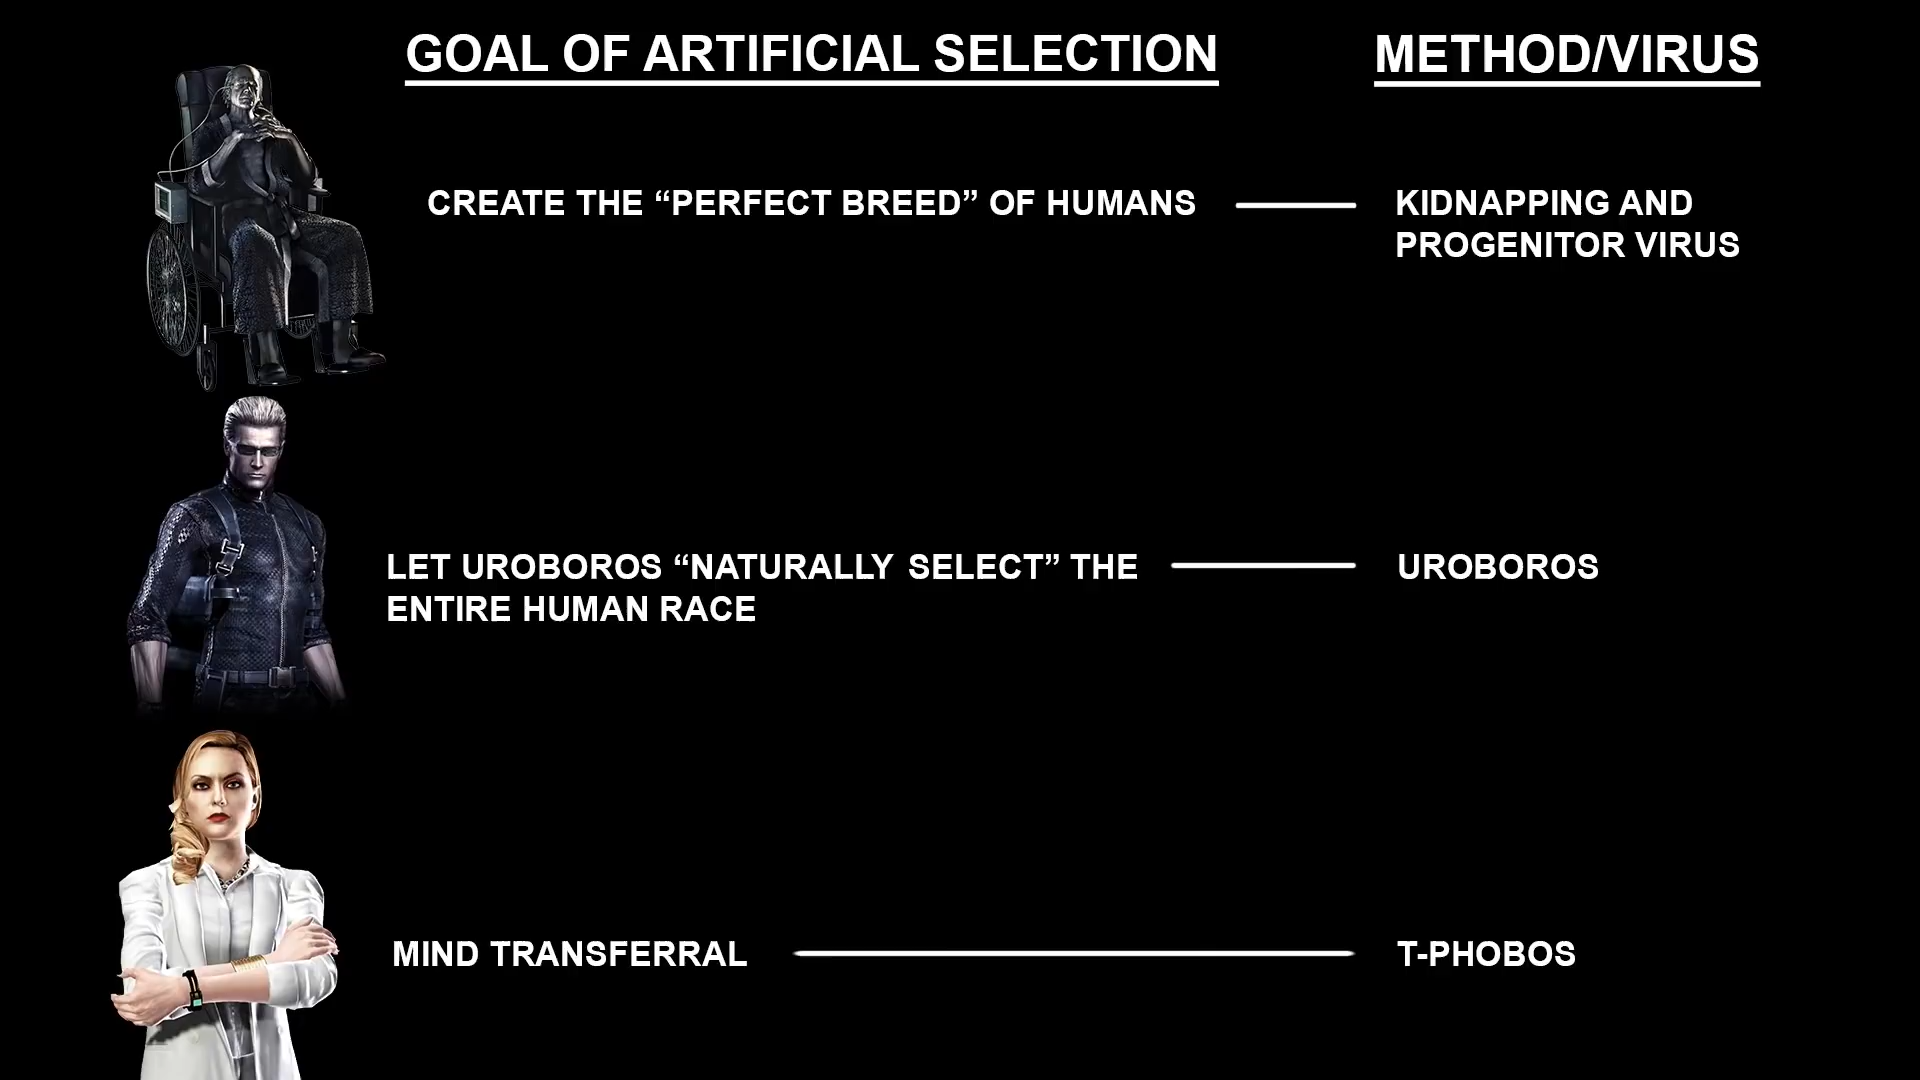 GOAL OF ARTIFICIAL SELECTION
METHOD/VIRUS
CREATE THE “PERFECT BREED” OF HUMANS
KIDNAPPING AND
PROGENITOR VIRUS
LET UROBOROS “NATURALLY SELECT” THE
ENTIRE HUMAN RACE
UROBOROS
MIND TRANSFERRAL
T-PHOBOS